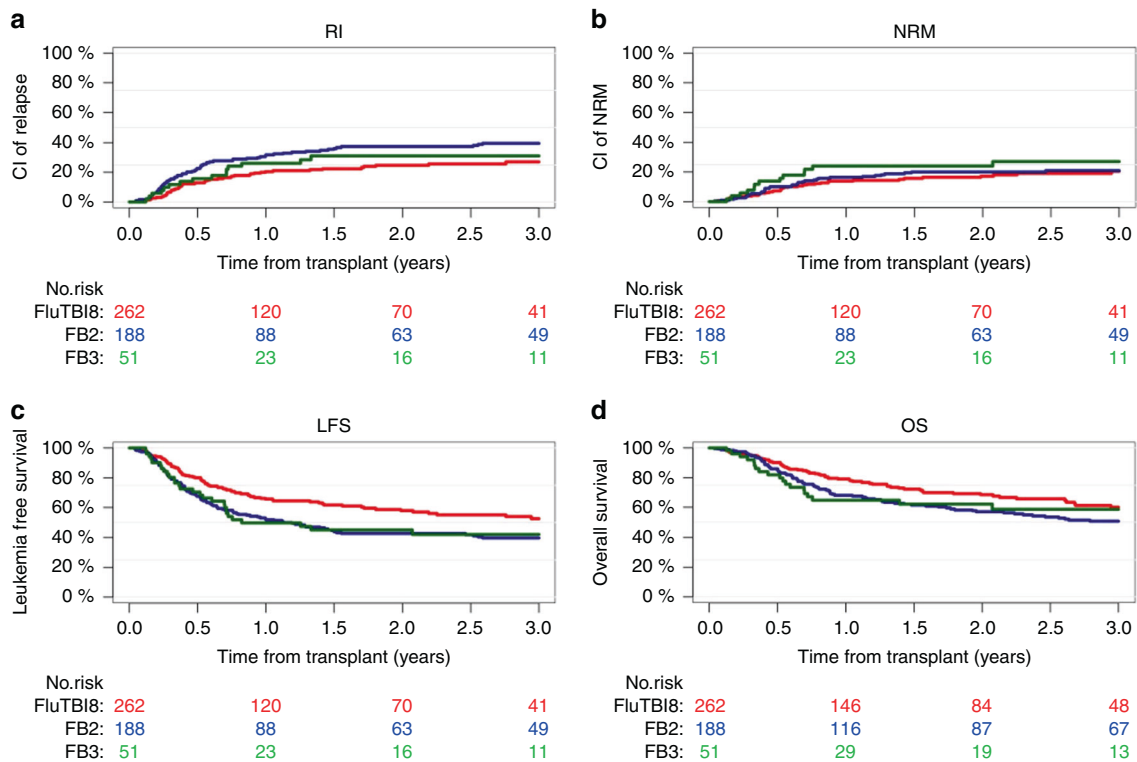 a
RI
100 %
80 %
60 %
40 %
20 %
0 %
CI of relapse
0.0 0.5 1.0 1.5 2.0 2.5 3.0
Time from transplant (years)
No.risk
FluTBI8: 262 120 70 41
FB2: 188 88 63 49
FB3: 51 23 16 11
b
NRM
100 %
80 %
60 %
40 %
20 %
0 %
CI of NRM
0.0 0.5 1.0 1.5 2.0 2.5 3.0
Time from transplant (years)
No.risk
FluTBI8: 262 120 70 41
FB2: 188 88 63 49
FB3: 51 23 16 11
c
LFS
100 %
80 %
60 %
40 %
20 %
0 %
Leukemia free survival
0.0 0.5 1.0 1.5 2.0 2.5 3.0
Time from transplant (years)
No.risk
FluTBI8: 262 120 70 41
FB2: 188 88 63 49
FB3: 51 23 16 11
d
OS
100 %
80 %
60 %
40 %
20 %
0 %
Overall survival
0.0 0.5 1.0 1.5 2.0 2.5 3.0
Time from transplant (years)
No.risk
FluTBI8: 262 146 84 48
FB2: 188 116 87 67
FB3: 51 29 19 13